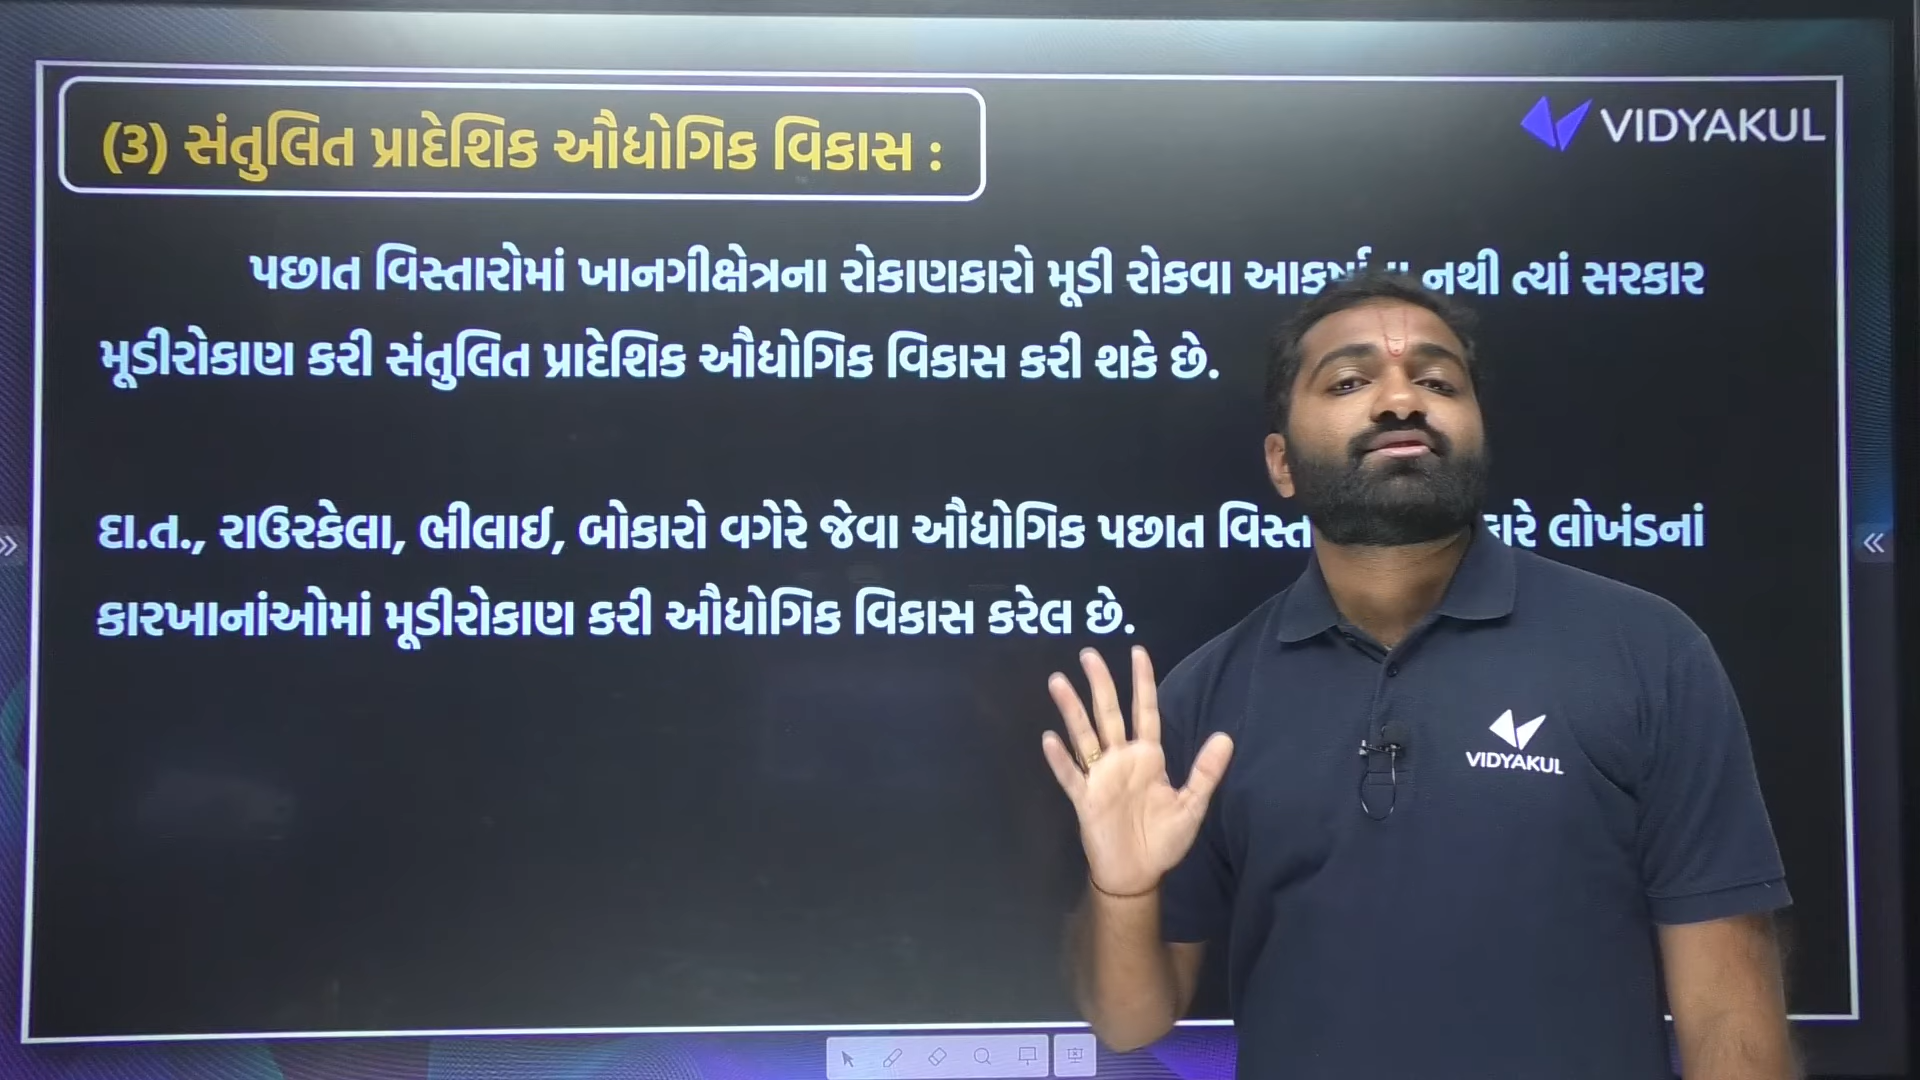 (૩) સંતુલિત પ્રાદેશિક ઔદ્યોગિક વિકાસ :
VIDYAKUL
પછાત વિસ્તારોમાં ખાનગીક્ષેત્રના રોકાણકારો મૂડી રોકવા નથી ત્યાં સરકાર
મૂડીરોકાણ કરી સંતુલિત પ્રાદેશિક ઔદ્યોગિક વિકાસ કરી શકે છે.
દા.ત., રાઉરકેલા, ભીલાઈ, બોકારો વગેરે જેવા ઔદ્યોગિક પછાત લોખંડનાં
કારખાનાંઓમાં મૂડીરોકાણ કરી ઔદ્યોગિક વિકાસ કરેલ છે.
VIDYAKUL